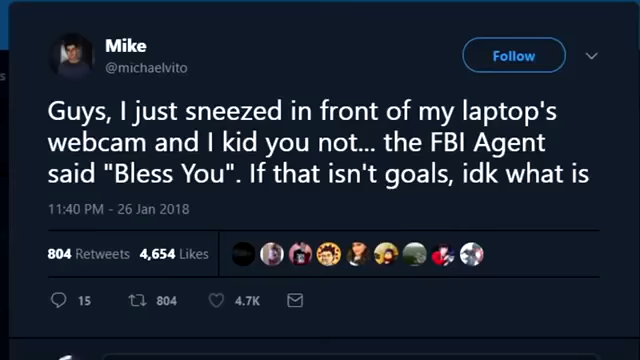 Mike
Follow
@michaelvito
Guys, I just sneezed in front of my laptop's
webcam and I kid you not... the FBI Agent
said "Bless You". If that isn't goals, idk what is
11:40 PM - 26 Jan 2018
804 Retweets 4,654 Likes
15 804 4.7K